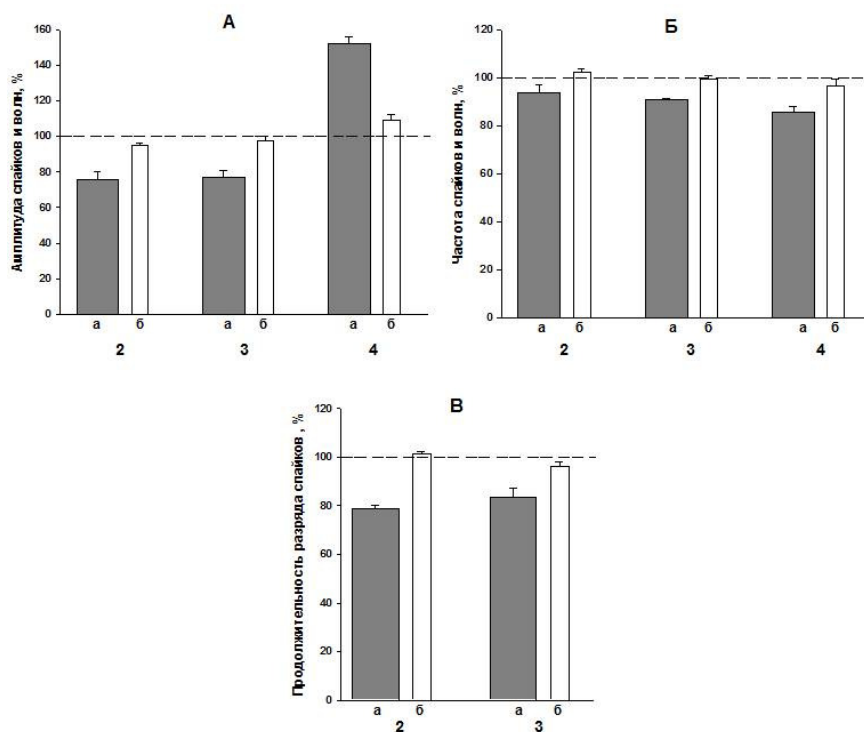 А
Амплитуда спайков и волн, %
160
140
120
100
80
60
40
20
0
а б а б а б
2 3 4
Б
Частота спайков и волн, %
120
100
80
60
40
20
0
а б а б а б
2 3 4
В
Продолжительность разряда спайков , %
120
100
80
60
40
20
0
а б а б
2 3